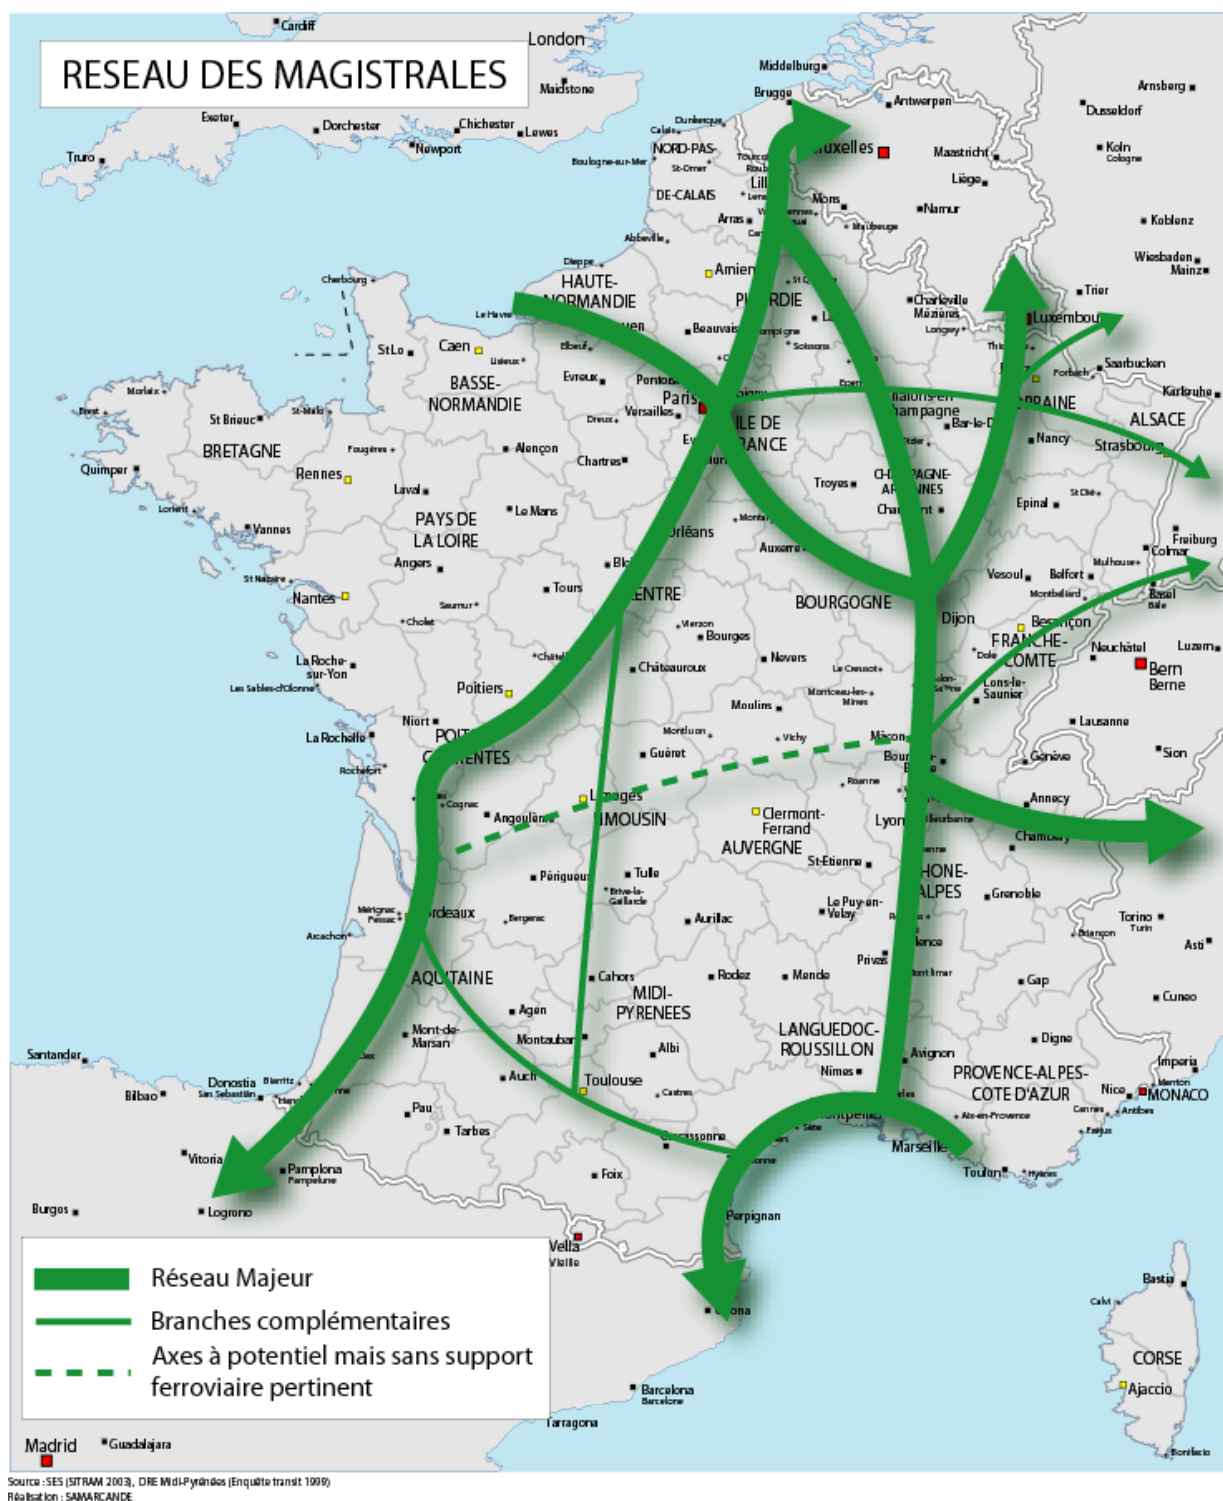 RESEAU DES MAGISTRALES
Cardiff
London
Maidstone
Middelburg
Brugge
Antwerpen
Arnsberg
Dusseldorf
Exeter
Dorchester
Chichester
Lewes
Newport
Truro
Dunkerque
Calais
NORD-PAS-
Boulogne-sur-Mer
St-Omer
DE-CALAIS
Maastricht
Koln
Cologne
Liège
Mons
Namur
Koblenz
Arras
Maubeuge
Abbeville
Wiesbaden
Mainz
Dieppe
Cherbourg
HAUTE-
NORMANDIE
Charleville
Mézières
Trier
Le Havre
Beauvais
Longwy
St Lo
Caen
Lisieux
Elbeuf
Soissons
Saarbucken
Evreux
Karlsruhe
BASSE-
NORMANDIE
Morlaix
Brest
St Brieuc
St-Malo
Paris
Versailles
Dreux
ILE DE
Nancy
ALSACE
Strasbourg
BRETAGNE
Fougères
Alençon
Chartres
Quimper
Rennes
Laval
Troyes
Epinal
St Dié
Lorient
Vannes
Le Mans
PAYS DE
LA LOIRE
Freiburg
Colmar
Angers
Auxerre
Vesoul
Belfort
Mulhouse
St Nazaire
Tours
Montbéliard
Basel
Bâle
Nantes
Saumur
BOURGOGNE
Cholet
Vierzon
Bourges
Dijon
Besançon
FRANCHE-
COMTE
Dole
Neuchâtel
Luzern
La Roche-
sur-Yon
Châteauroux
Nevers
Le Creusot
Bern
Berne
Les Sables-d'Olonne
Poitiers
Montceau-les-
Mines
Lons-le-
Saunier
Moulins
Niort
Lausanne
La Rochelle
Montluon
Vichy
Mâcon
Guéret
Sion
Genève
Rochefort
Roanne
Cognac
Limages
Annecy
Angoulême
LIMOUSIN
Clermont-
Ferrand
Lyon
AUVERGNE
Chambéry
St-Etienne
Périgueux
Tulle
Brive-la-
Gaillarde
Grenoble
Le Puy-en-
Velay
Mérignac
Pessac
Bergerac
Aurillac
Torino
Turin
Arcachon
Briançon
Asti
Privas
AQUITAINE
Cahors
Rodez
Mende
Gap
MIDI-
PYRENEES
Cuneo
Agen
Mont-de-
Marsan
Montauban
LANGUEDOC-
ROUSSILLON
Digne
Albi
Avignon
Imperia
Santander
Auch
Toulouse
Nimes
PROVENCE-ALPES-
COTE D'AZUR
Menton
Nice
MONACO
Donostia
San Sebastián
Biarritz
Bilbao
Castres
Pau
Cannes
Antibes
Aix-en-Provence
Tarbes
Fréjus
Sète
Marseille
Vitoria
Pamplona
Pampelune
Foix
Toulon
Hyères
Burgos
Logrono
Perpignan
Vella
Vieille
Bastia
Calvi
CORSE
Ajaccio
Bonifacio
Réseau Majeur
Branches complémentaires
Axes à potentiel mais sans support
ferroviaire pertinent
Barcelona
Barcelone
Tarragona
Madrid
Guadalajara
Source : SES (SITRAM 2003), DRE Midi-Pyrénées (Enquête transit 1999)
Réalisation : SAMARCANDE